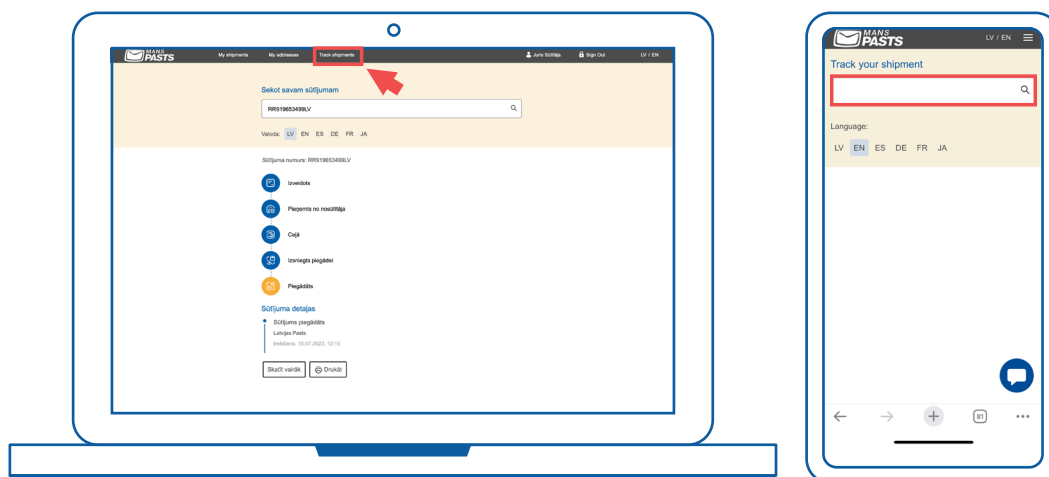 MANS
PASTS
My shipments My addresses Track shipments Juris Sūtītājs Sign Out LV / EN
Sekot savam sūtījumam
RR919653499LV
Valoda: LV EN ES DE FR JA
Sūtījuma numurs: RR919653499LV
Izveidots
Pieņemts no nosūtītāja
Ceļā
Izsniegts piegādei
Piegādāts
Sūtījuma detaļas
Sūtījums piegādāts
Latvijas Pasts
trešdiena, 19.07.2023. 12:15
Skatīt vairāk Drukāt
MANS
PASTS
LV / EN
Track your shipment
Language:
LV EN ES DE FR JA
81